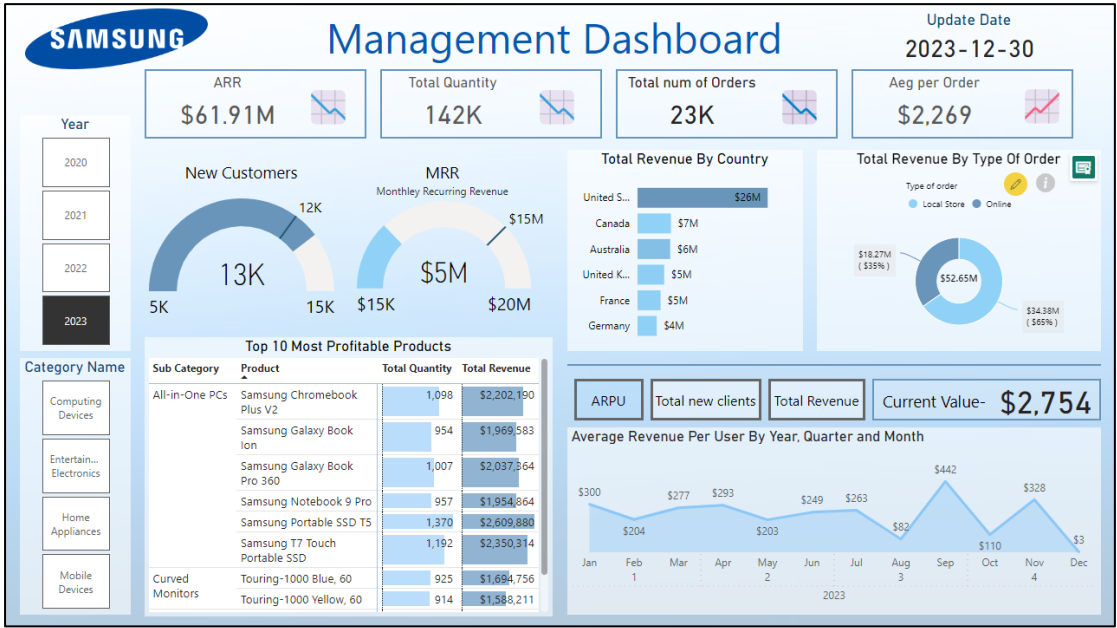 SAMSUNG
Management Dashboard
Update Date
2023-12-30
ARR
$61.91M
Total Quantity
142K
Total num of Orders
23K
Aeg per Order
$2,269
Year
2020
2021
2022
2023
Category Name
Computing
Devices
Entertain...
Electronics
Home
Appliances
Mobile
Devices
New Customers
12K
13K
5K
15K
MRR
Monthley Recurring Revenue
$15M
$5M
$15K
$20M
Total Revenue By Country
United S... $26M
Canada $7M
Australia $6M
United K... $5M
France $5M
Germany $4M
Total Revenue By Type Of Order
Type of order
Local Store Online
$18.27M
( $35%)
$52.65M
$34.38M
( $65%)
Top 10 Most Profitable Products
Sub Category Product Total Quantity Total Revenue
All-in-One PCs Samsung Chromebook 1,098 $2,202,190
Plus V2
Samsung Galaxy Book 954 $1,969,583
Ion
Samsung Galaxy Book 1,007 $2,037,364
Pro 360
Samsung Notebook 9 Pro 957 $1,954,864
Samsung Portable SSD T5 1,370 $2,609,880
Samsung T7 Touch 1,192 $2,350,314
Portable SSD
Curved Touring-1000 Blue, 60 925 $1,694,756
Monitors
Touring-1000 Yellow, 60 914 $1,588,211
ARPU
Total new clients
Total Revenue
Current Value- $2,754
Average Revenue Per User By Year, Quarter and Month
$300
$204
$277
$293
$203
$249
$263
$82
$442
$110
$328
$3
Jan Feb Mar Apr May Jun Jul Aug Sep Oct Nov Dec
1 2 3 4
2023